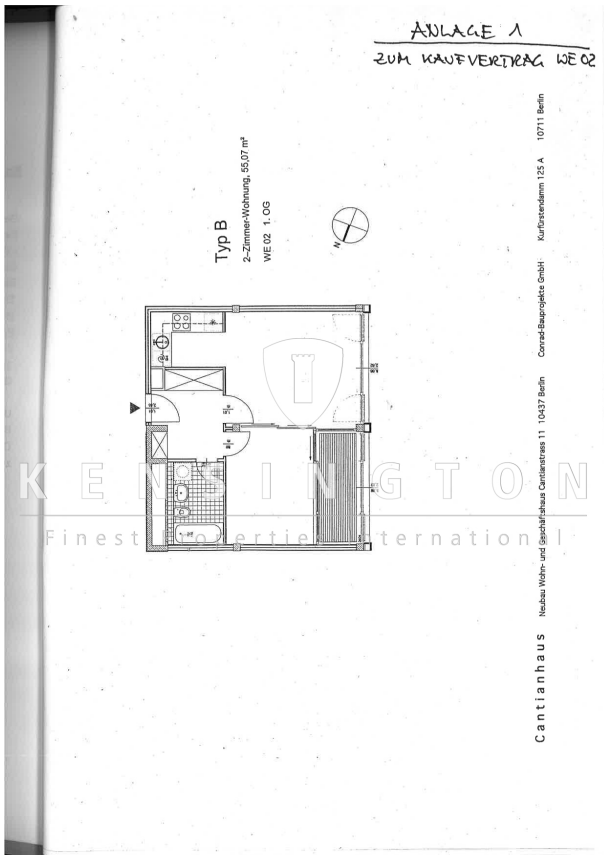 ANLAGE 1
ZUM KAUFVERTRAG WE 02
Typ B
2-Zimmer-Wohnung, 55,07 m²
WE 02 1. OG
N
KENSINGTON
Finest Properties International
Cantianhaus Neubau Wohn- und Geschäftshaus Cantianstrass 11 10437 Berlin Conrad-Bauprojekte GmbH Kurfürstendamm 125 A 10711 Berlin